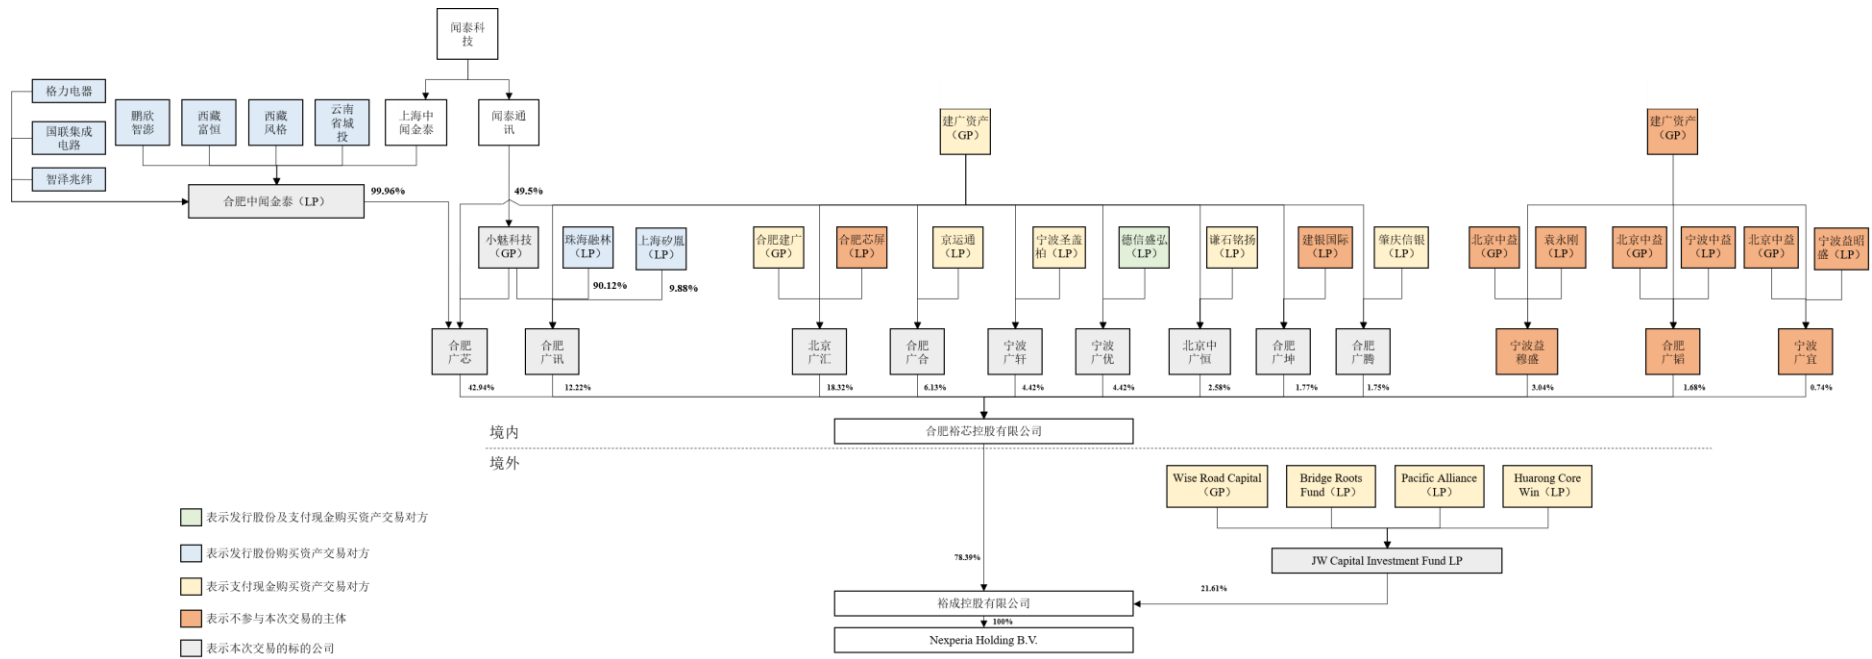 闻泰科
技
格力电器
国联集成
电路
智泽兆纬
鹏欣
智澎
西藏
富恒
西藏
风格
云南
省城
投
上海中
闻金泰
闻泰通
讯
建广资产
（GP）
建广资产
（GP）
合肥中闻金泰（LP）
99.96%
49.5%
小魅科技
（GP）
珠海融林
（LP）
上海矽胤
（LP）
合肥建广
（GP）
合肥芯屏
（LP）
京运通
（LP）
宁波圣盖
柏（LP）
德信盛弘
（LP）
谦石铭扬
（LP）
建银国际
（LP）
肇庆信银
（LP）
北京中益
（GP）
袁永刚
（LP）
北京中益
（GP）
宁波中益
（LP）
北京中益
（GP）
宁波益昭
盛（LP）
90.12%
9.88%
合肥
广芯
合肥
广讯
北京
广汇
合肥
广合
宁波
广轩
宁波
广优
北京中
广恒
合肥
广坤
合肥
广腾
宁波益
穆盛
合肥
广韬
宁波
广宜
42.94%
12.22%
18.32%
6.13%
4.42%
4.42%
2.58%
1.77%
1.75%
3.04%
1.68%
0.74%
合肥裕芯控股有限公司
境内
境外
Wise Road Capital
（GP）
Bridge Roots
Fund（LP）
Pacific Alliance
（LP）
Huarong Core
Win（LP）
JW Capital Investment Fund LP
78.39%
21.61%
裕成控股有限公司
100%
Nexperia Holding B.V.
表示发行股份及支付现金购买资产交易对方
表示发行股份购买资产交易对方
表示支付现金购买资产交易对方
表示不参与本次交易的主体
表示本次交易的标的公司